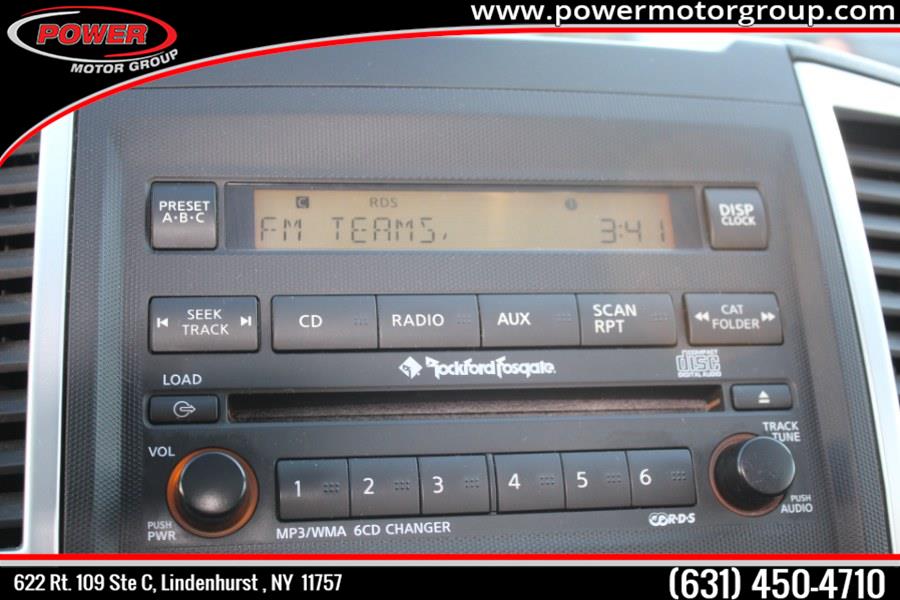 www.powermotorgroup.com
POWER
MOTOR GROUP
PRESET
A·B·C
C RDS 1
FM TEAMS, 3:41
DISP
CLOCK
SEEK
TRACK
CD
RADIO
AUX
SCAN
RPT
CAT
FOLDER
Rockford Fosgate
COMPACT
disc
DIGITAL AUDIO
LOAD
VOL
TRACK
TUNE
1 2 3 4 5 6
PUSH
PWR
MP3/WMA 6CD CHANGER
R·D·S
PUSH
AUDIO
622 Rt. 109 Ste C, Lindenhurst , NY 11757
(631) 450-4710